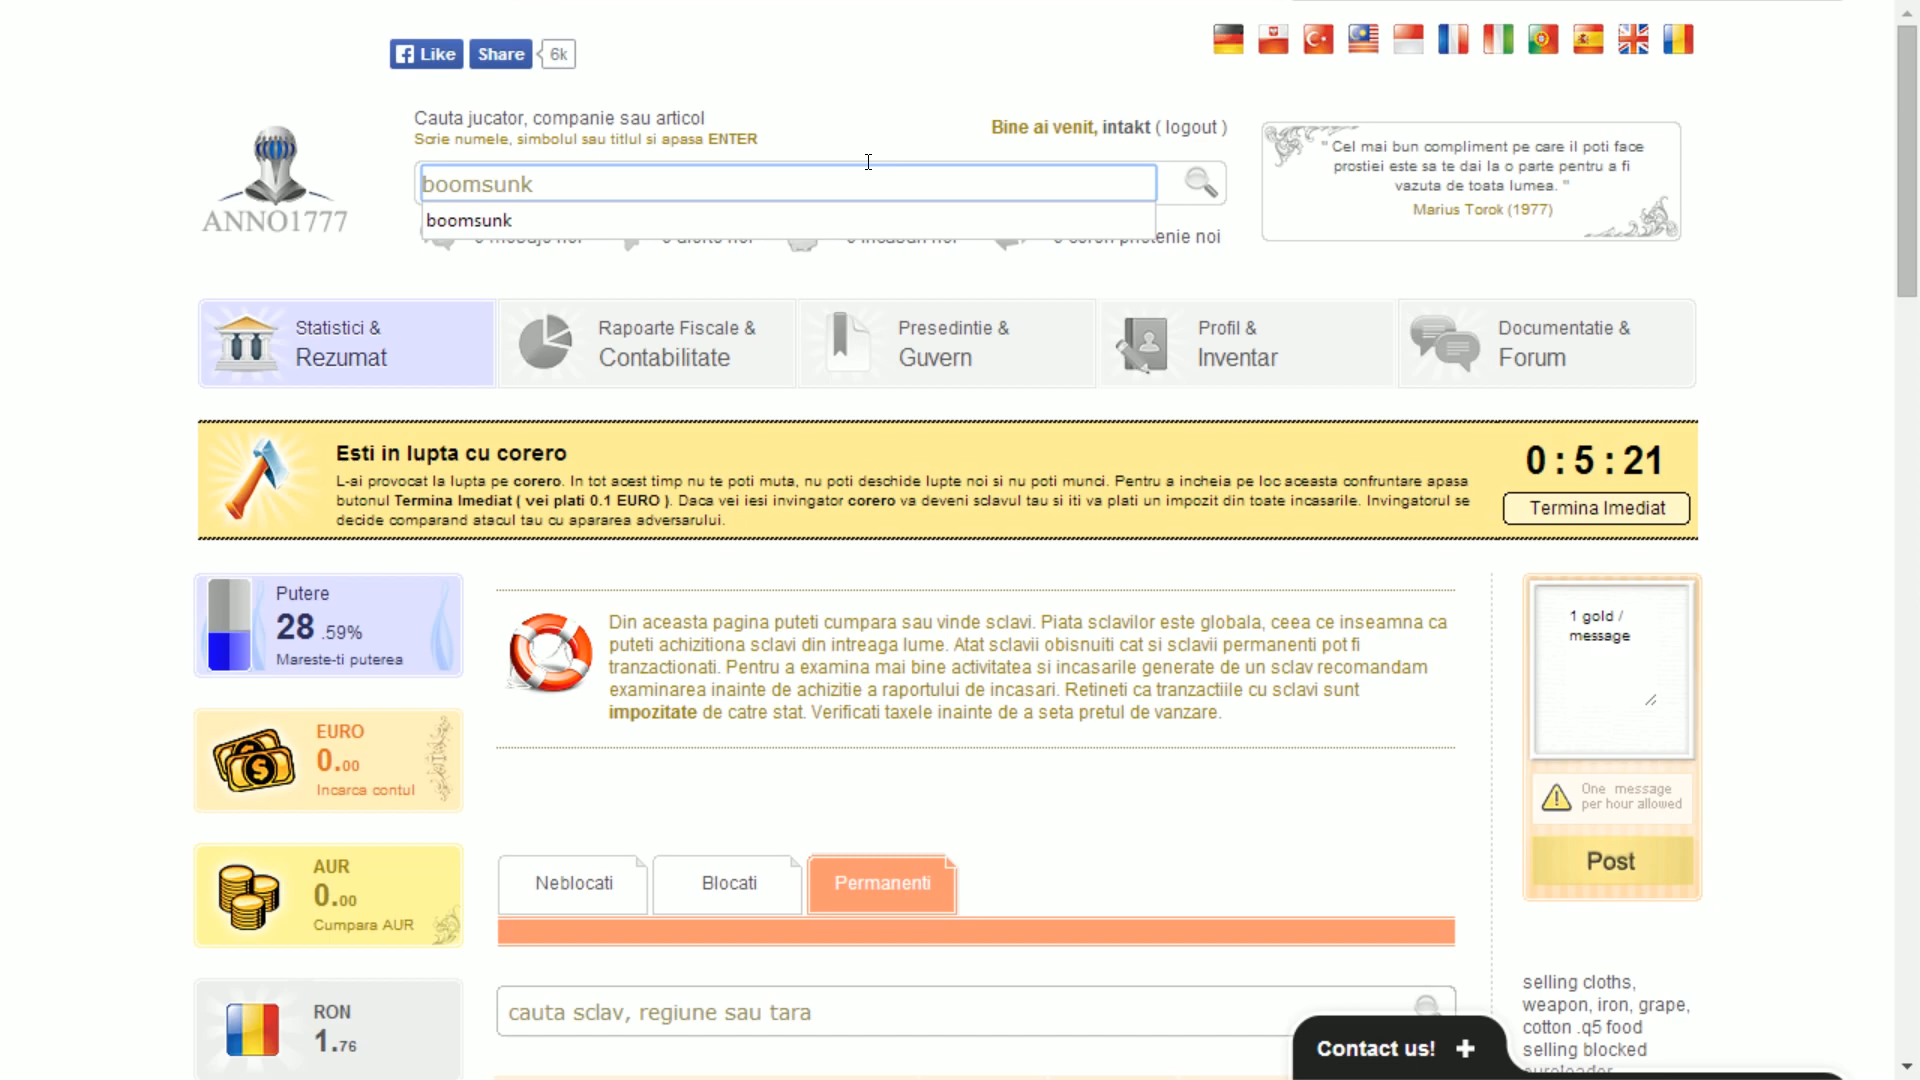 Like
Share
6k
Cauta jucator, companie sau articol
Scrie numele, simbolul sau titlul si apasa ENTER
Bine ai venit, intakt ( logout )
boomsunk
boomsunk
ANNO1777
" Cel mai bun compliment pe care il poti face
prostiei este sa te dai la o parte pentru a fi
vazuta de toata lumea. "
Marius Torok (1977)
Statistici &
Rezumat
Rapoarte Fiscale &
Contabilitate
Presedintie &
Guvern
Profil &
Inventar
Documentatie &
Forum
Esti in lupta cu corero
L-ai provocat la lupta pe corero. In tot acest timp nu te poti muta, nu poti deschide lupte noi si nu poti munci. Pentru a incheia pe loc aceasta confruntare apasa
butonul Termina Imediat ( vei plati 0.1 EURO ). Daca vei iesi invingator corero va deveni sclavul tau si iti va plati un impozit din toate incasarile. Invingatorul se
decide comparand atacul tau cu apararea adversarului.
0 : 5 : 21
Termina Imediat
Putere
28 .59%
Mareste-ti puterea
EURO
0.00
Incarca contul
AUR
0.00
Cumpara AUR
RON
1.76
Din aceasta pagina puteti cumpara sau vinde sclavi. Piata sclavilor este globala, ceea ce inseamna ca
puteti achizitiona sclavi din intreaga lume. Atat sclavii obisnuiti cat si sclavii permanenti pot fi
tranzactionati. Pentru a examina mai bine activitatea si incasarile generate de un sclav recomandam
examinarea inainte de achizitie a raportului de incasari. Retineti ca tranzactiile cu sclavi sunt
impozitate de catre stat. Verificati taxele inainte de a seta pretul de vanzare.
Neblocati
Blocati
Permanenti
cauta sclav, regiune sau tara
1 gold /
message
One message
per hour allowed
Post
selling cloths,
weapon, iron, grape,
cotton .q5 food
selling blocked
Contact us!